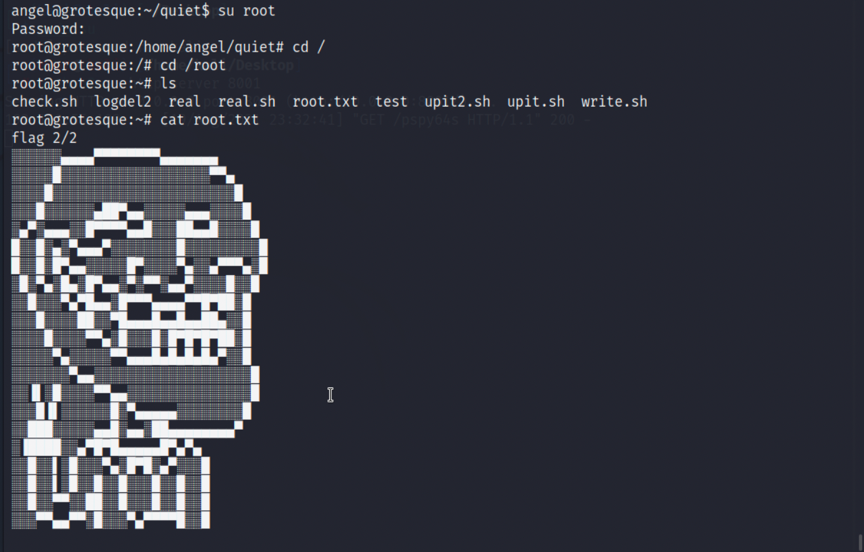 angel@grotesque:~/quiet$ su root
Password:
root@grotesque:/home/angel/quiet# cd /
root@grotesque:/# cd /root
root@grotesque:~# ls
check.sh  logdel2  real  real.sh  root.txt  test  upit2.sh  upit.sh  write.sh
root@grotesque:~# cat root.txt
flag 2/2